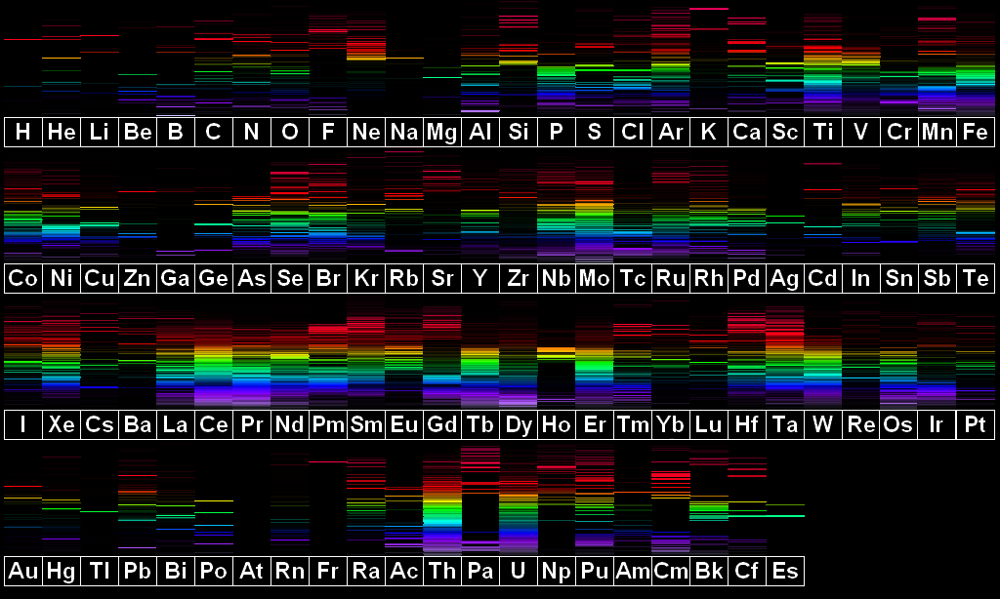 H He Li Be B C N O F Ne Na Mg Al Si P S Cl Ar K Ca Sc Ti V Cr Mn Fe
Co Ni Cu Zn Ga Ge As Se Br Kr Rb Sr Y Zr Nb Mo Tc Ru Rh Pd Ag Cd In Sn Sb Te
I Xe Cs Ba La Ce Pr Nd Pm Sm Eu Gd Tb Dy Ho Er Tm Yb Lu Hf Ta W Re Os Ir Pt
Au Hg Tl Pb Bi Po At Rn Fr Ra Ac Th Pa U Np Pu Am Cm Bk Cf Es